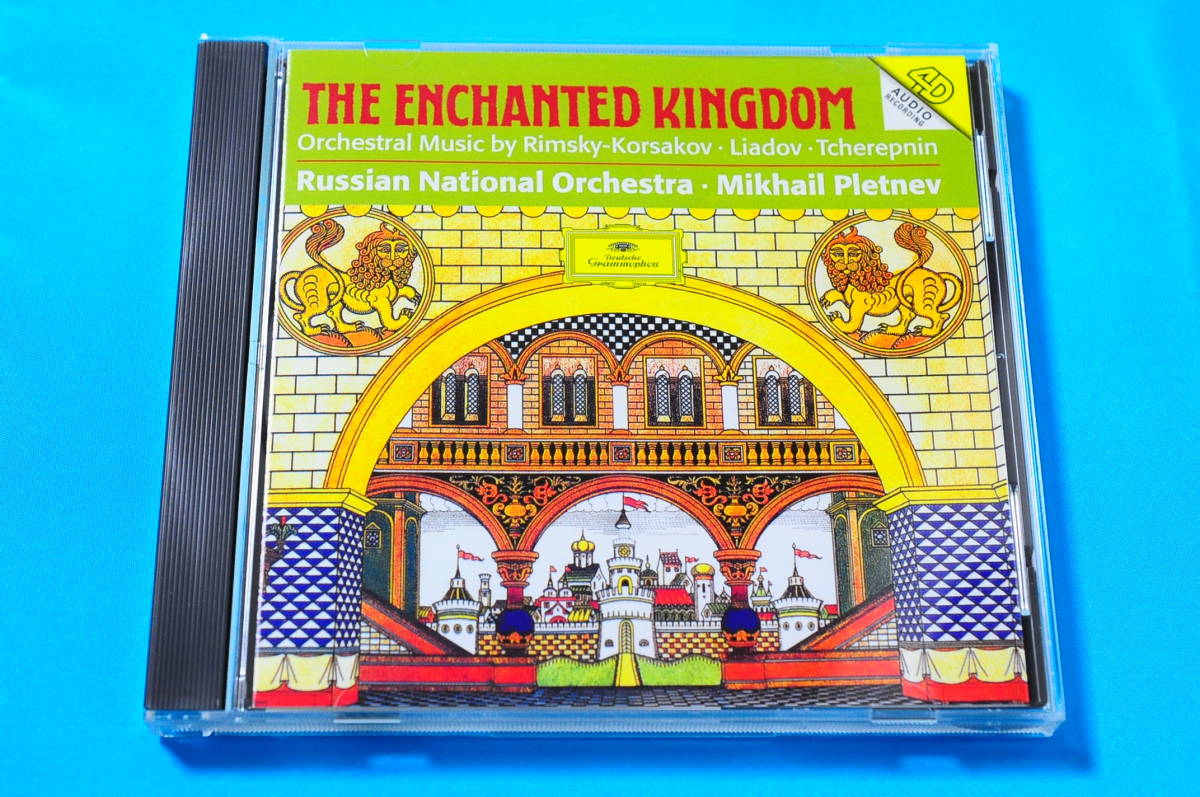 THE ENCHANTED KINGDOM
Orchestral Music by Rimsky-Korsakov · Liadov · Tcherepnin
Russian National Orchestra · Mikhail Pletnev
4D
AUDIO
RECORDING
Deutsche
Grammophon